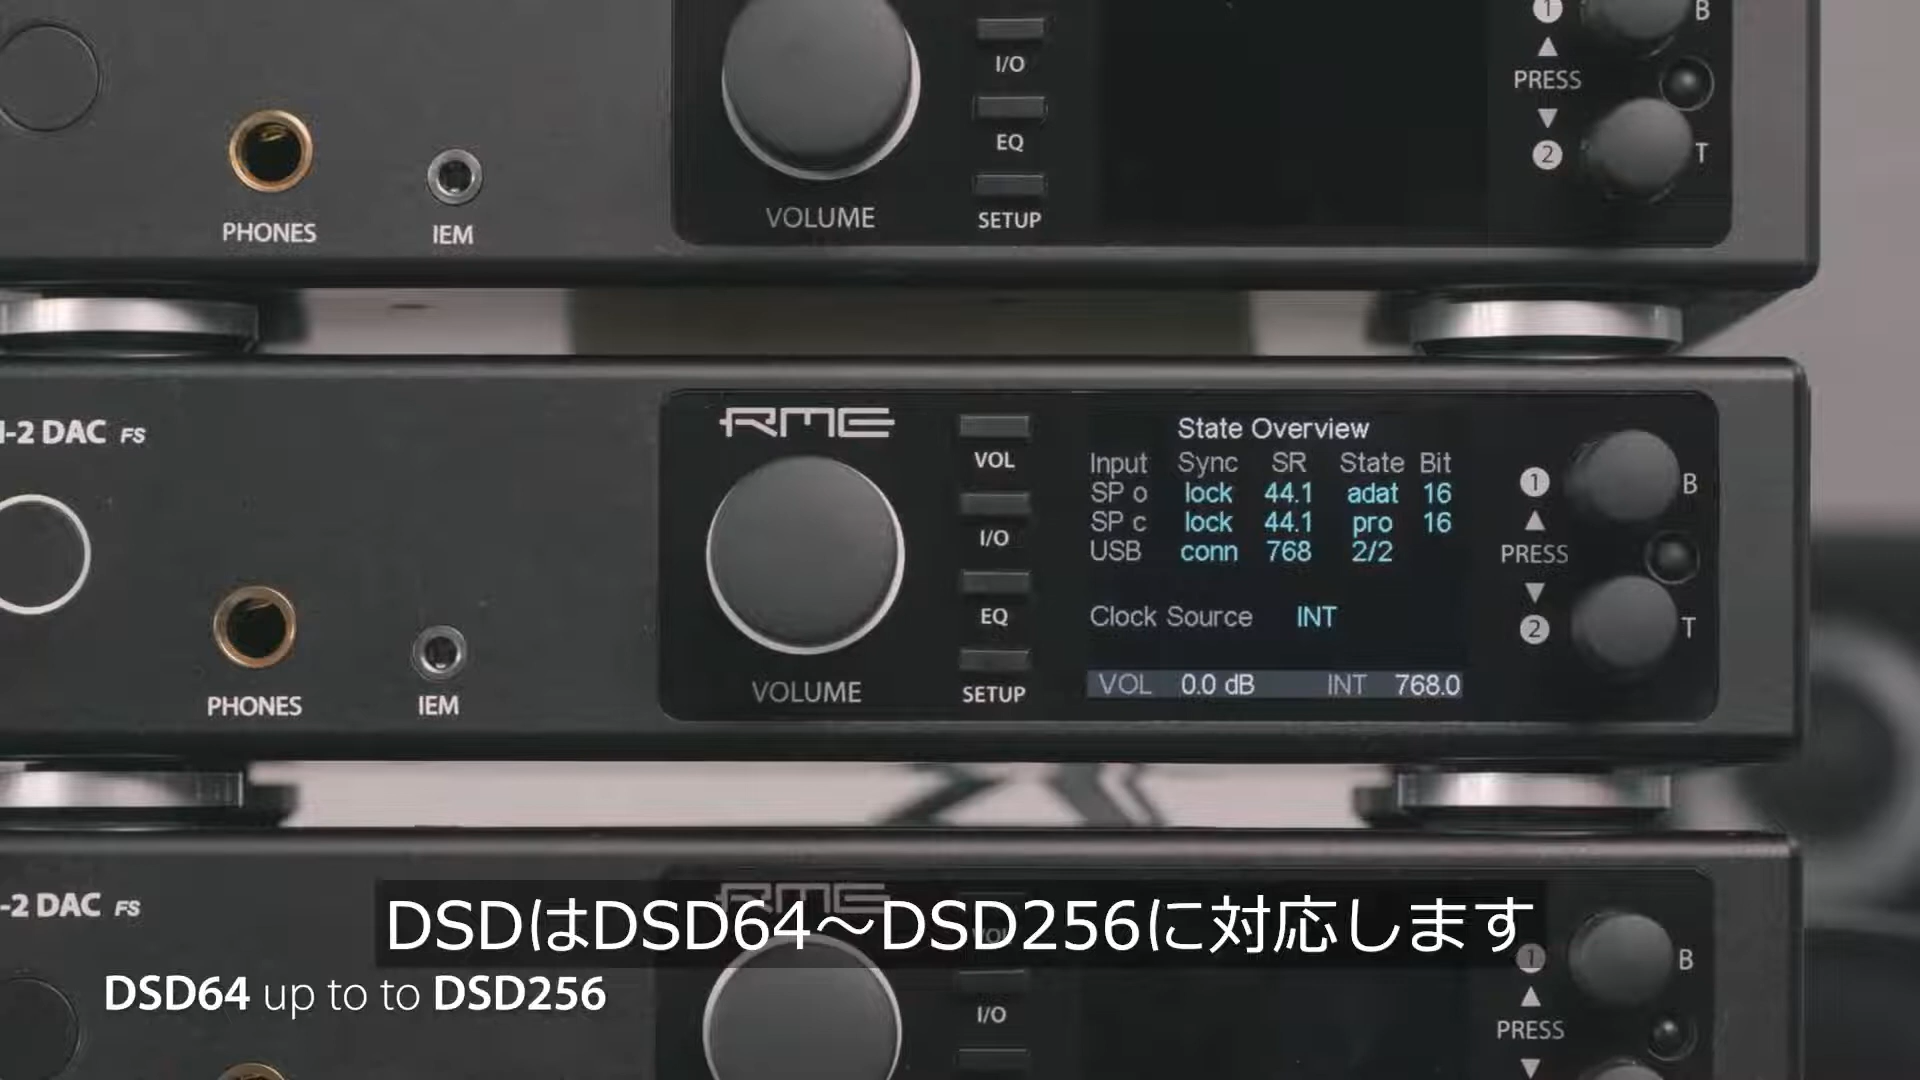 1 B
I/O
PRESS
EQ
2 T
PHONES IEM VOLUME SETUP
-2 DAC FS
RME
VOL
I/O
EQ
VOLUME SETUP
PHONES IEM
State Overview
Input Sync SR State Bit
SP o lock 44.1 adat 16
SP c lock 44.1 pro 16
USB conn 768 2/2
Clock Source INT
VOL 0.0 dB INT 768.0
1 B
PRESS
2 T
-2 DAC FS
RME
VOL
DSDはDSD64～DSD256に対応します
1 B
DSD64 up to to DSD256
I/O
PRESS